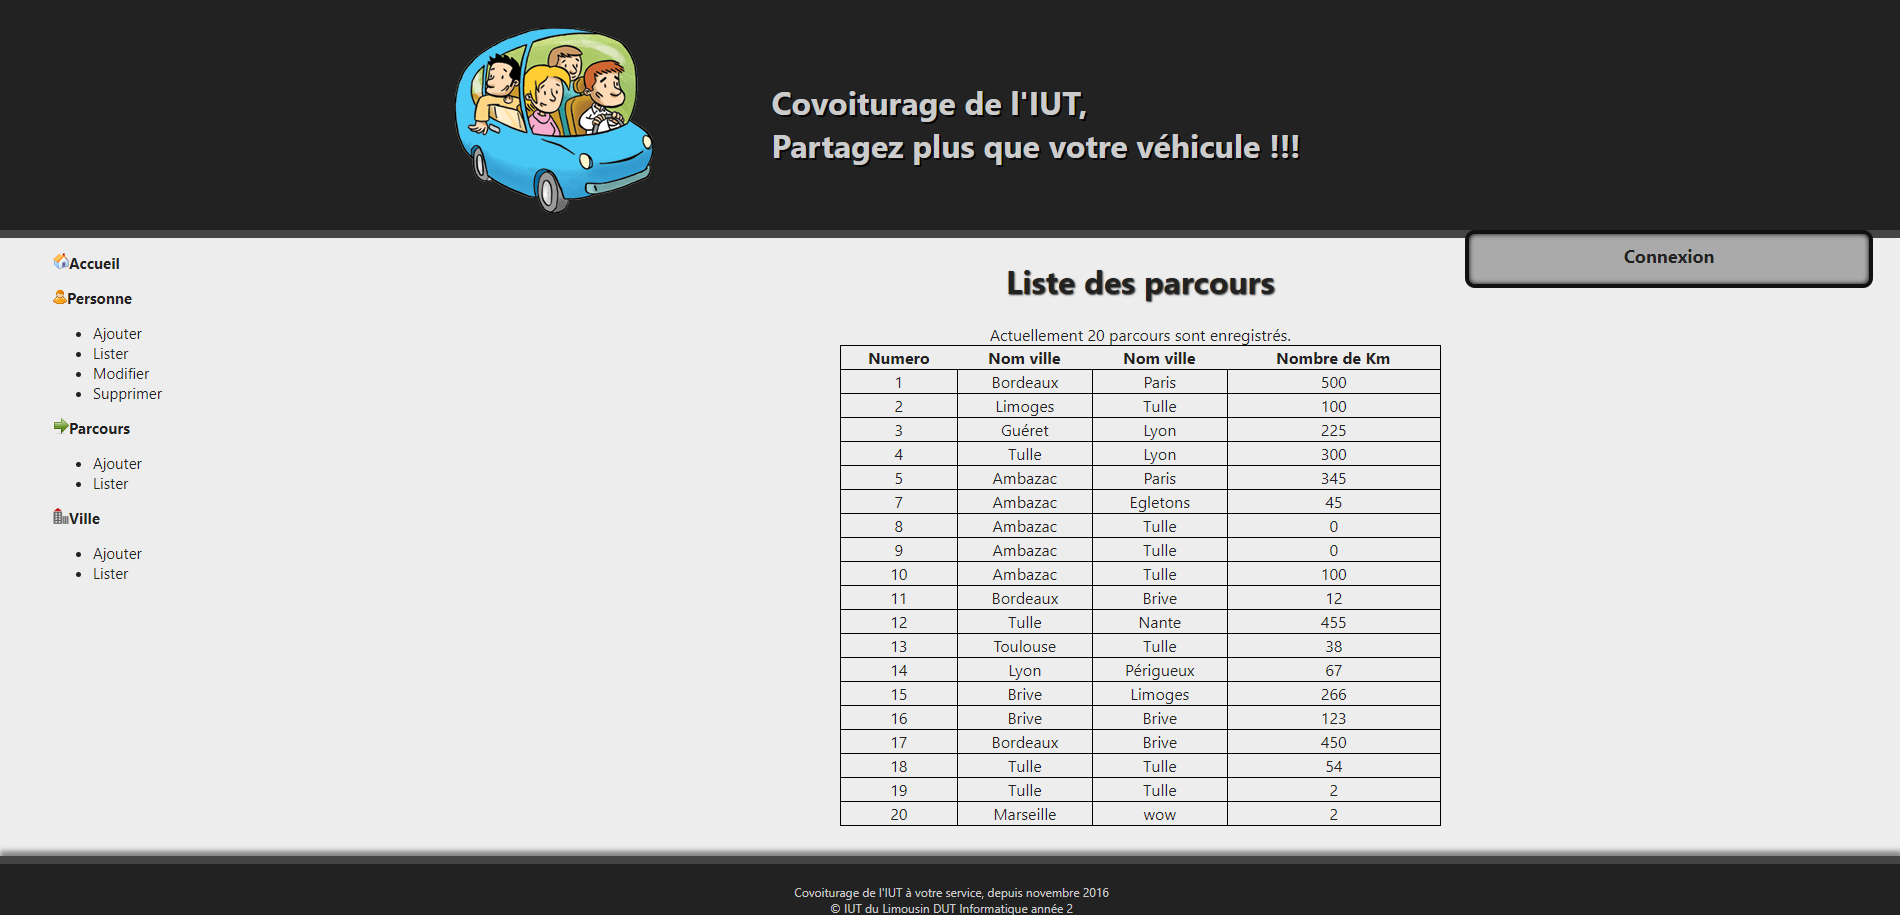 Covoiturage de l'IUT,
Partagez plus que votre véhicule !!!
Connexion
Accueil
Personne
Ajouter
Lister
Modifier
Supprimer
Parcours
Ajouter
Lister
Ville
Ajouter
Lister
Liste des parcours
Actuellement 20 parcours sont enregistrés.
Numero Nom ville Nom ville Nombre de Km
1 Bordeaux Paris 500
2 Limoges Tulle 100
3 Guéret Lyon 225
4 Tulle Lyon 300
5 Ambazac Paris 345
7 Ambazac Egletons 45
8 Ambazac Tulle 0
9 Ambazac Tulle 0
10 Ambazac Tulle 100
11 Bordeaux Brive 12
12 Tulle Nante 455
13 Toulouse Tulle 38
14 Lyon Périgueux 67
15 Brive Limoges 266
16 Brive Brive 123
17 Bordeaux Brive 450
18 Tulle Tulle 54
19 Tulle Tulle 2
20 Marseille wow 2
Covoiturage de l'IUT à votre service, depuis novembre 2016
© IUT du Limousin DUT Informatique année 2